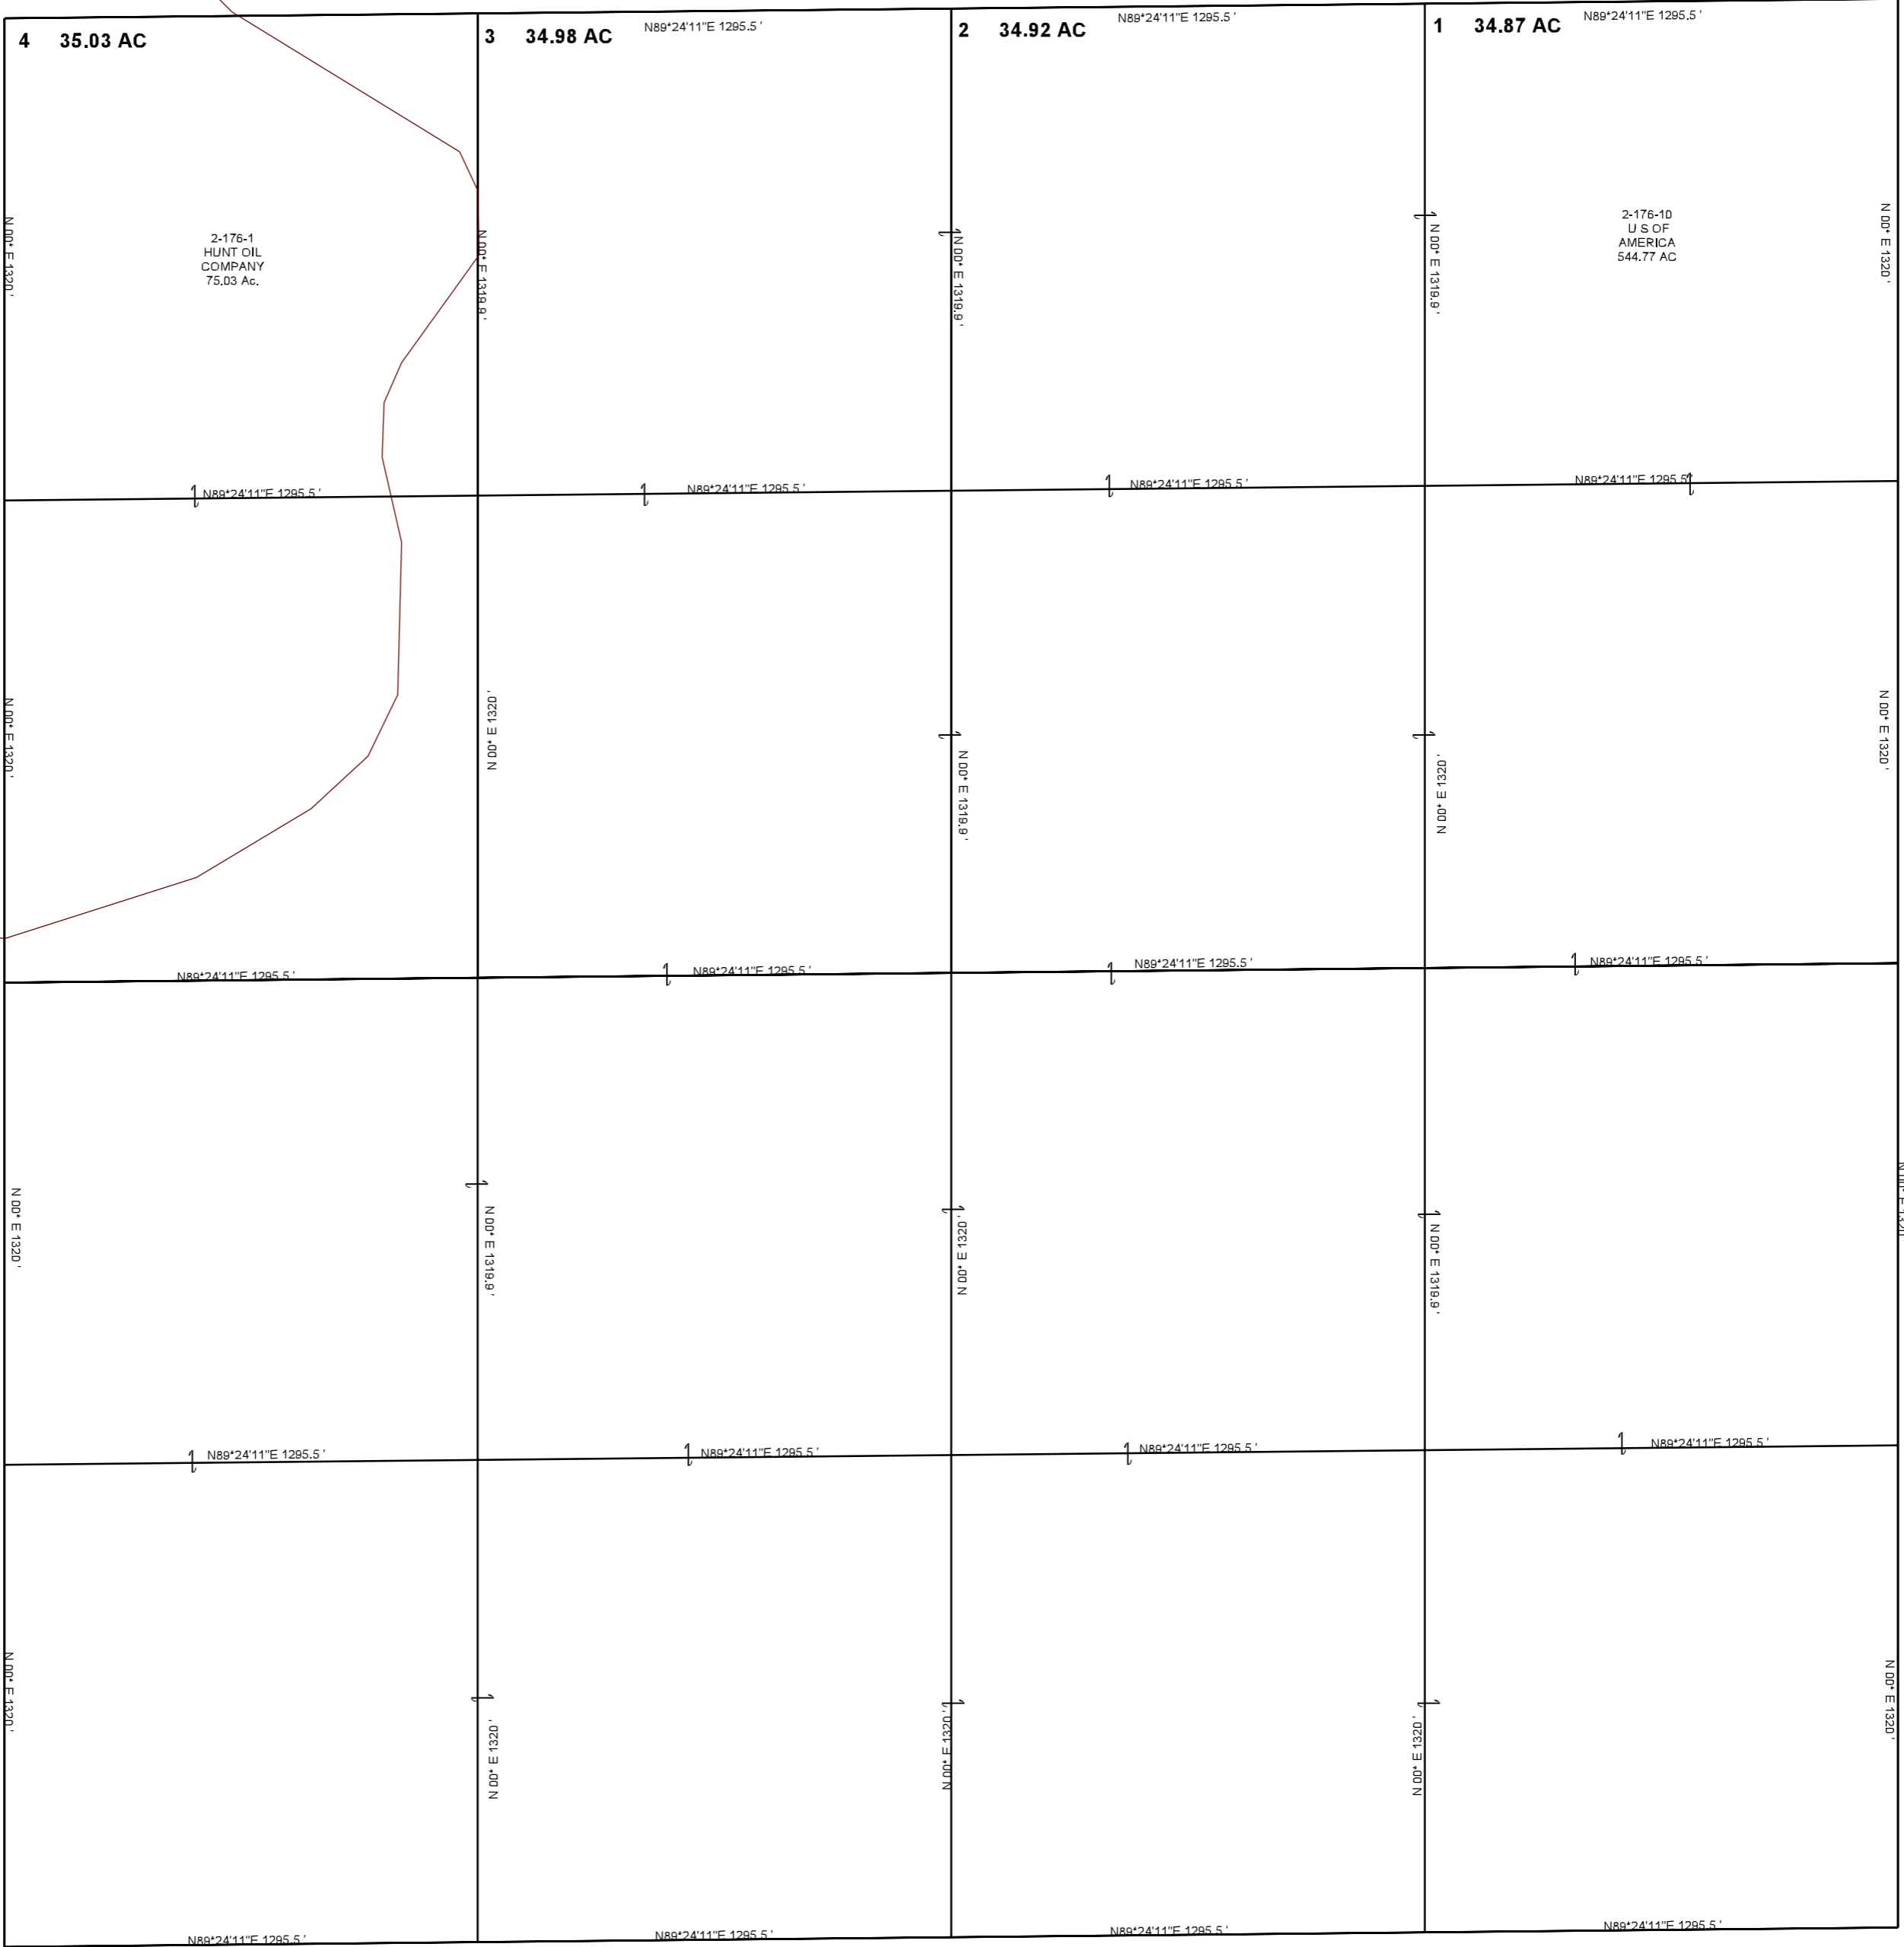 4 35.03 AC
3 34.98 AC
N89*24'11"E 1295.5 '
2 34.92 AC
N89*24'11"E 1295.5 '
1 34.87 AC
N89*24'11"E 1295.5 '
N 00* E 1320 '
2-176-1
HUNT OIL
COMPANY
75.03 Ac.
N 00* E 1319.9 '
N 00* E 1319.9 '
N 00* E 1319.9 '
2-176-10
U S OF
AMERICA
544.77 AC
N 00* E 1320 '
N89*24'11"E 1295.5 '
N89*24'11"E 1295.5 '
N89*24'11"E 1295.5 '
N89*24'11"E 1295.5 '
N 00* E 1320 '
N 00* E 1320 '
N 00* E 1319.9 '
N 00* E 1320 '
N 00* E 1320 '
N89*24'11"E 1295.5 '
N89*24'11"E 1295.5 '
N89*24'11"E 1295.5 '
N89*24'11"E 1295.5 '
N 00* E 1320 '
N 00* E 1319.9 '
N 00* E 1320 '
N 00* E 1319.9 '
N 00* E 1320
N89*24'11"E 1295.5 '
N89*24'11"E 1295.5 '
N89*24'11"E 1295.5 '
N89*24'11"E 1295.5 '
N 00* E 1320 '
N 00* E 1320 '
N 00* E 1320 '
N 00* E 1320 '
N 00* E 1320 '
N89*24'11"E 1295.5 '
N89*24'11"E 1295.5 '
N89*24'11"E 1295.5 '
N89*24'11"E 1295.5 '